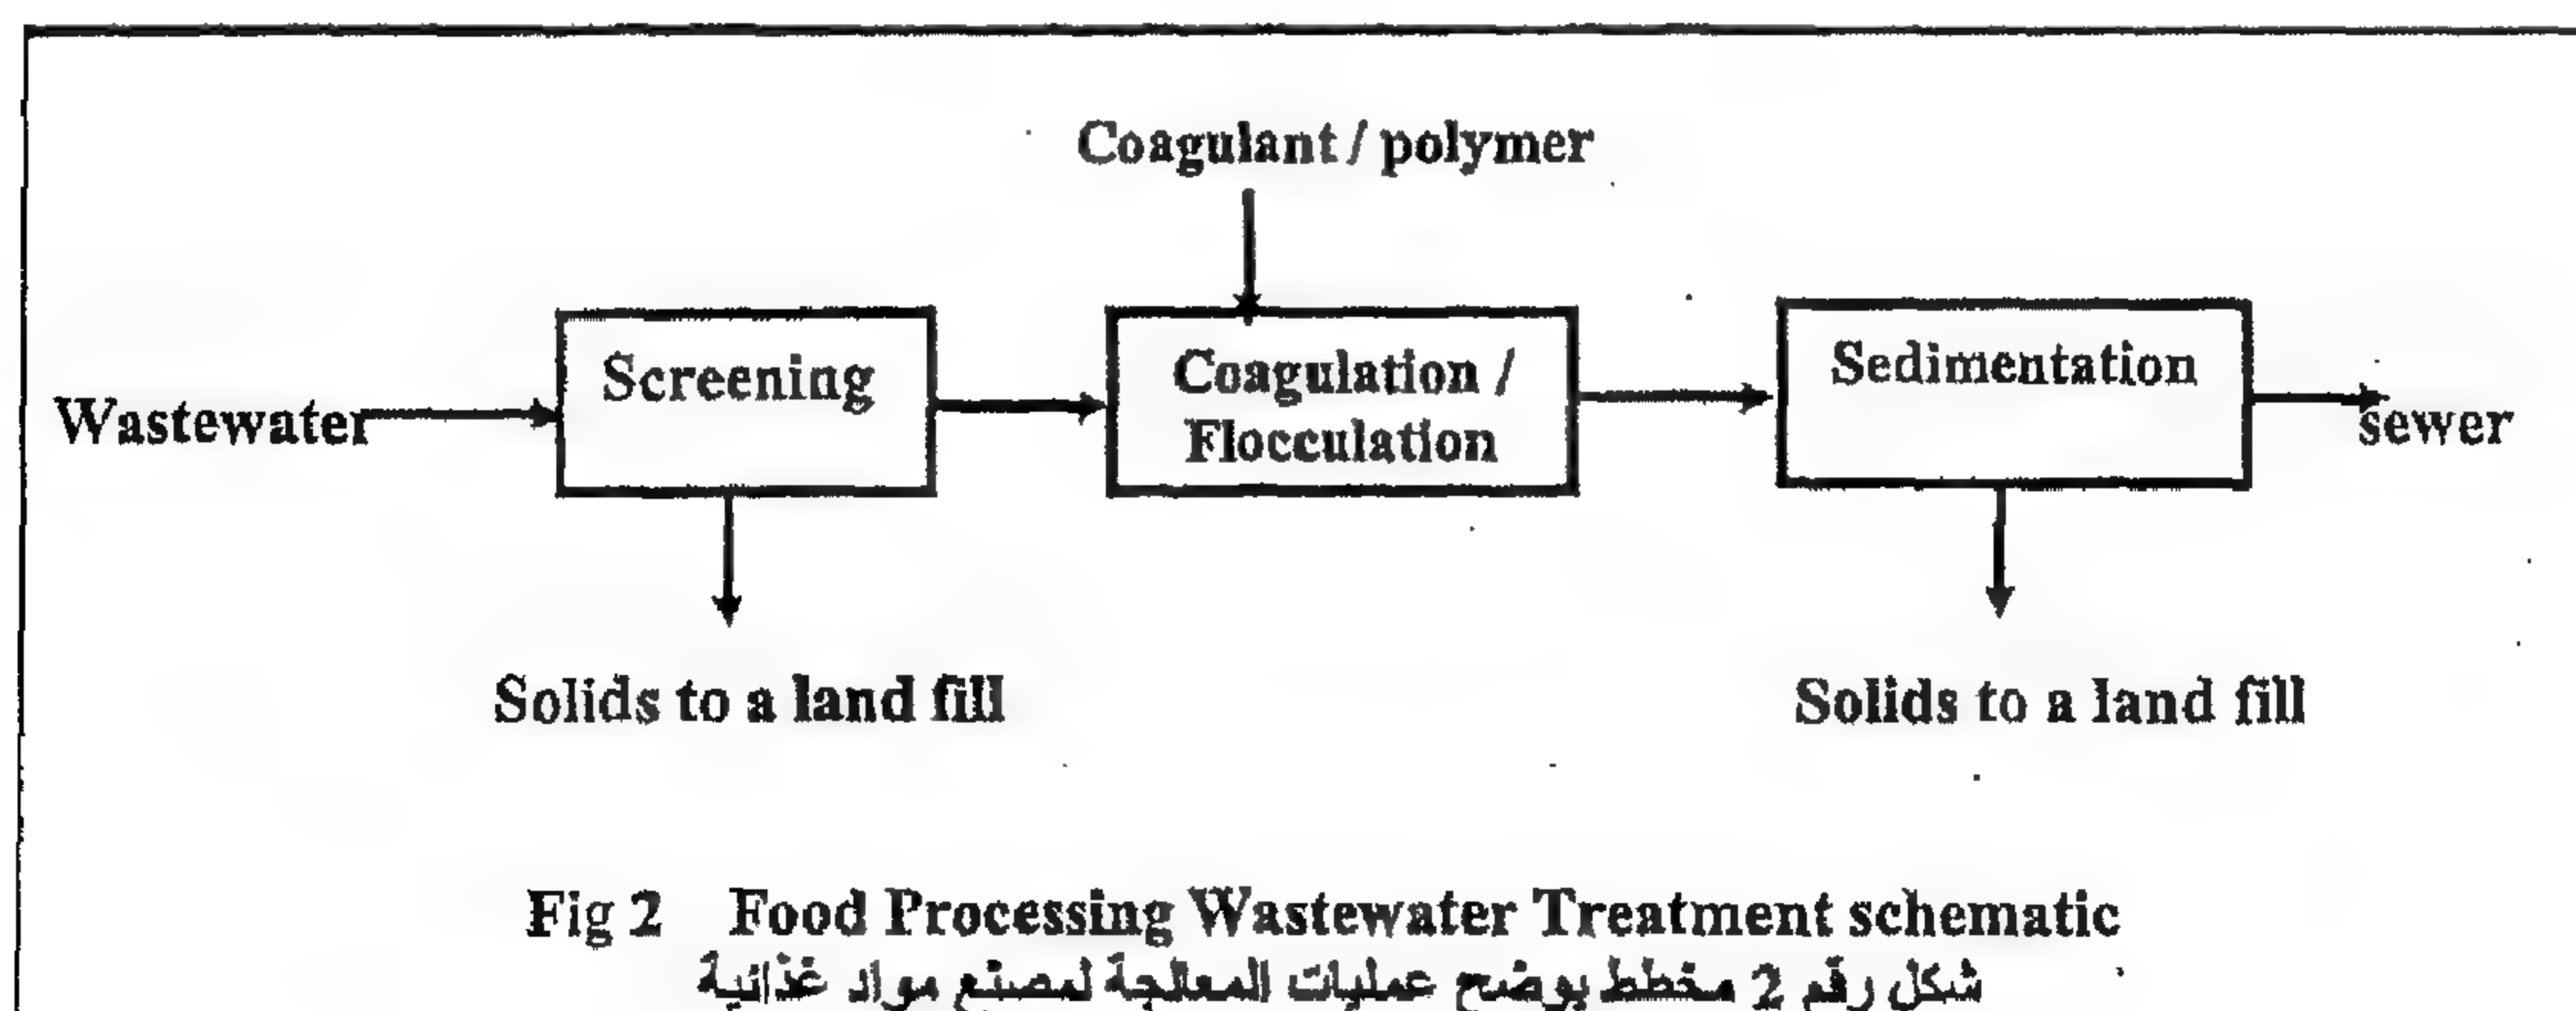 Coagulant / polymer
Wastewater
Screening
Coagulation /
Flocculation
Sedimentation
sewer
Solids to a land fill
Solids to a land fill
Fig 2 Food Processing Wastewater Treatment schematic
شكل رقم 2 مخطط يوضح عمليات المعالجة لمصنع مواد غذائية